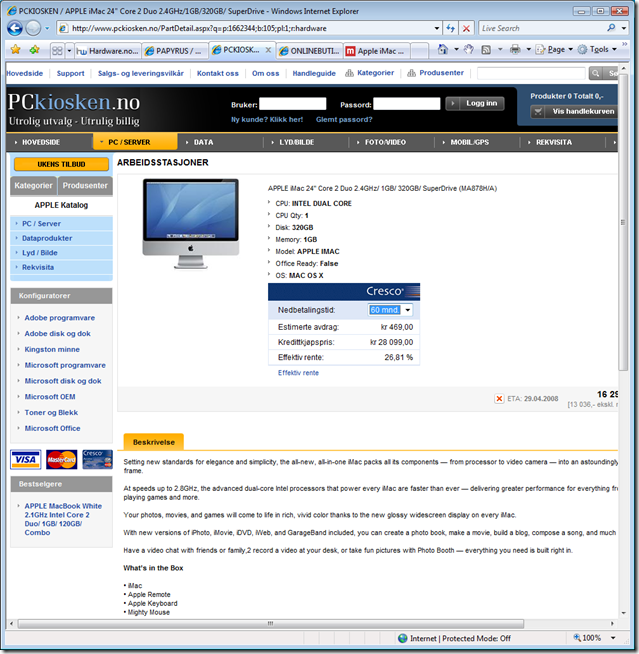 PCKIOSKEN / APPLE iMac 24" Core 2 Duo 2.4GHz/1GB/320GB/ SuperDrive - Windows Internet Explorer
http://www.pckiosken.no/PartDetail.aspx?q=p:1662344;b:105;pl:1;r:hardware
Live Search
Hardware.no...
PAPYRUS / ...
PCKIOSK...
ONLINEBUTI...
Apple iMac ...
Page
Tools
Hovedside
Support
Salgs- og leveringsvilkår
Kontakt oss
Om oss
Handleguide
Kategorier
Produsenter
PCkiosken.no
Utrolig utvalg - Utrulig billig
Bruker:
Passord:
Logg inn
Ny kunde? Klikk her!
Glemt passord?
Produkter 0 Totalt 0,-
Vis handlekurven
HOVEDSIDE
PC / SERVER
DATA
LYD/BILDE
FOTO/VIDEO
MOBIL/GPS
REKVISITA
UKENS TILBUD
Kategorier
Produsenter
APPLE Katalog
PC / Server
Dataprodukter
Lyd / Bilde
Rekvisita
Konfiguratorer
Adobe programvare
Adobe disk og dok
Kingston minne
Microsoft programvare
Microsoft disk og dok
Microsoft OEM
Toner og Blekk
Microsoft Office
VISA
MasterCard
Cresco
Bestselgere
APPLE MacBook White
2.1GHz Intel Core 2
Duo/ 1GB/ 120GB/
Combo
ARBEIDSSTASJONER
APPLE iMac 24" Core 2 Duo 2.4GHz/ 1GB/ 320GB/ SuperDrive (MA878H/A)
CPU: INTEL DUAL CORE
CPU Qty: 1
Disk: 320GB
Memory: 1GB
Model: APPLE IMAC
Office Ready: False
OS: MAC OS X
Cresco
Nedbetalingstid:
60 mnd.
Estimerte avdrag:
kr 469,00
Kredittkjøpspris:
kr 28 099,00
Effektiv rente:
26,81 %
Effektiv rente
16 29
ETA: 29.04.2008
[13 036,- ekskl. m
Beskrivelse
Setting new standards for elegance and simplicity, the all-new, all-in-one iMac packs all its components — from processor to video camera — into an astoundingly
frame.
At speeds up to 2.8GHz, the advanced dual-core Intel processors that power every iMac are faster than ever — delivering greater performance for everything fro
playing games and more.
Your photos, movies, and games will come to life in rich, vivid color thanks to the new glossy widescreen display on every iMac.
With new versions of iPhoto, iMovie, iDVD, iWeb, and GarageBand included, you can create a photo book, make a movie, build a blog, compose a song, and much
Have a video chat with friends or family,2 record a video at your desk, or take fun pictures with Photo Booth — everything you need is built right in.
What's in the Box
• iMac
• Apple Remote
• Apple Keyboard
• Mighty Mouse
Internet | Protected Mode: Off
100%